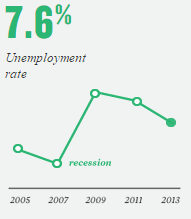 7.6%
Unemployment
rate
recession
2005 2007 2009 2011 2013